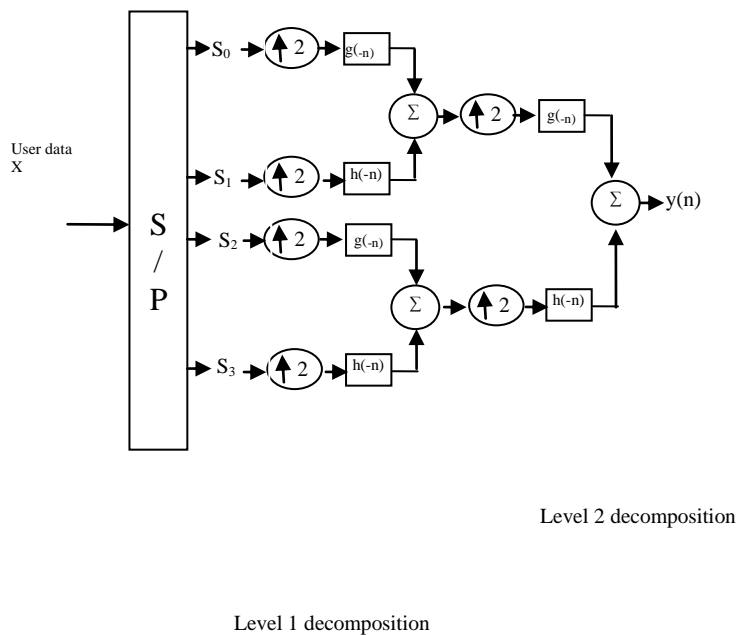 User data
X
S
/
P
S0
2
g(-n)
Σ
2
g(-n)
S1
2
h(-n)
Σ
y(n)
S2
2
g(-n)
Σ
2
h(-n)
S3
2
h(-n)
Level 2 decomposition
Level 1 decomposition